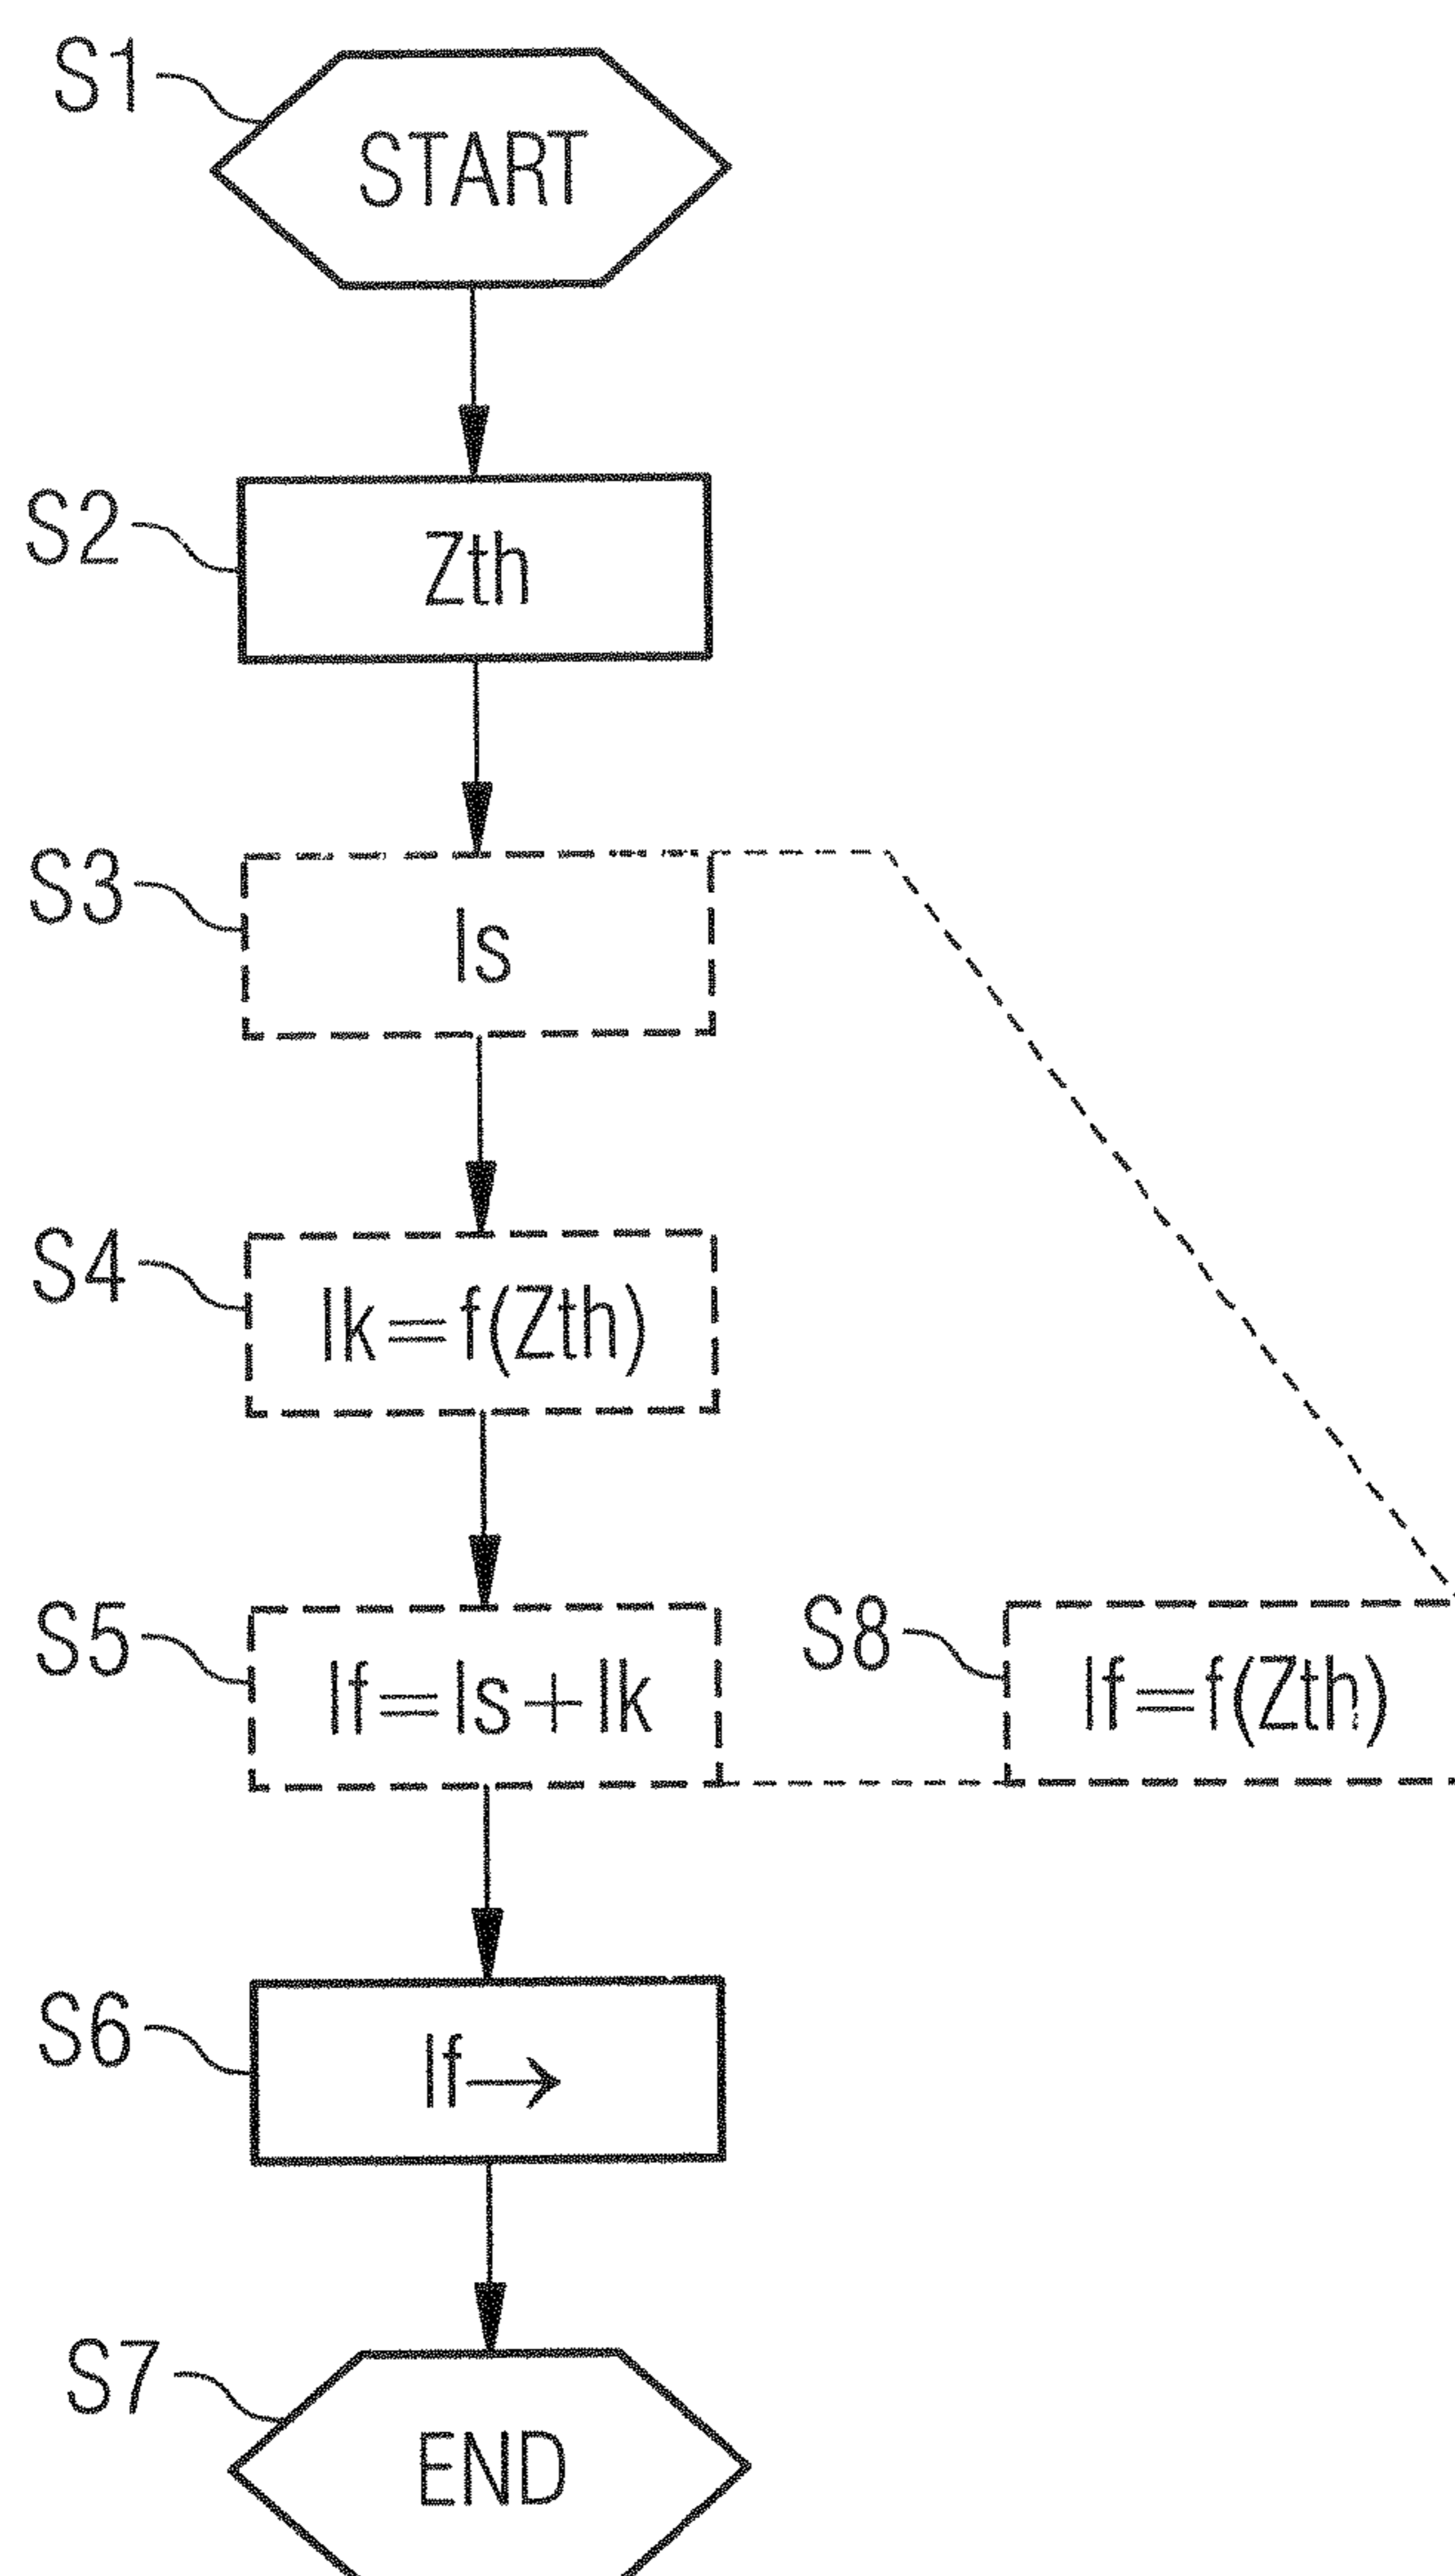 S1
START
S2
Zth
S3
Is
S4
Ik=f(Zth)
S5
If=Is+Ik
S8
If=f(Zth)
S6
If→
S7
END